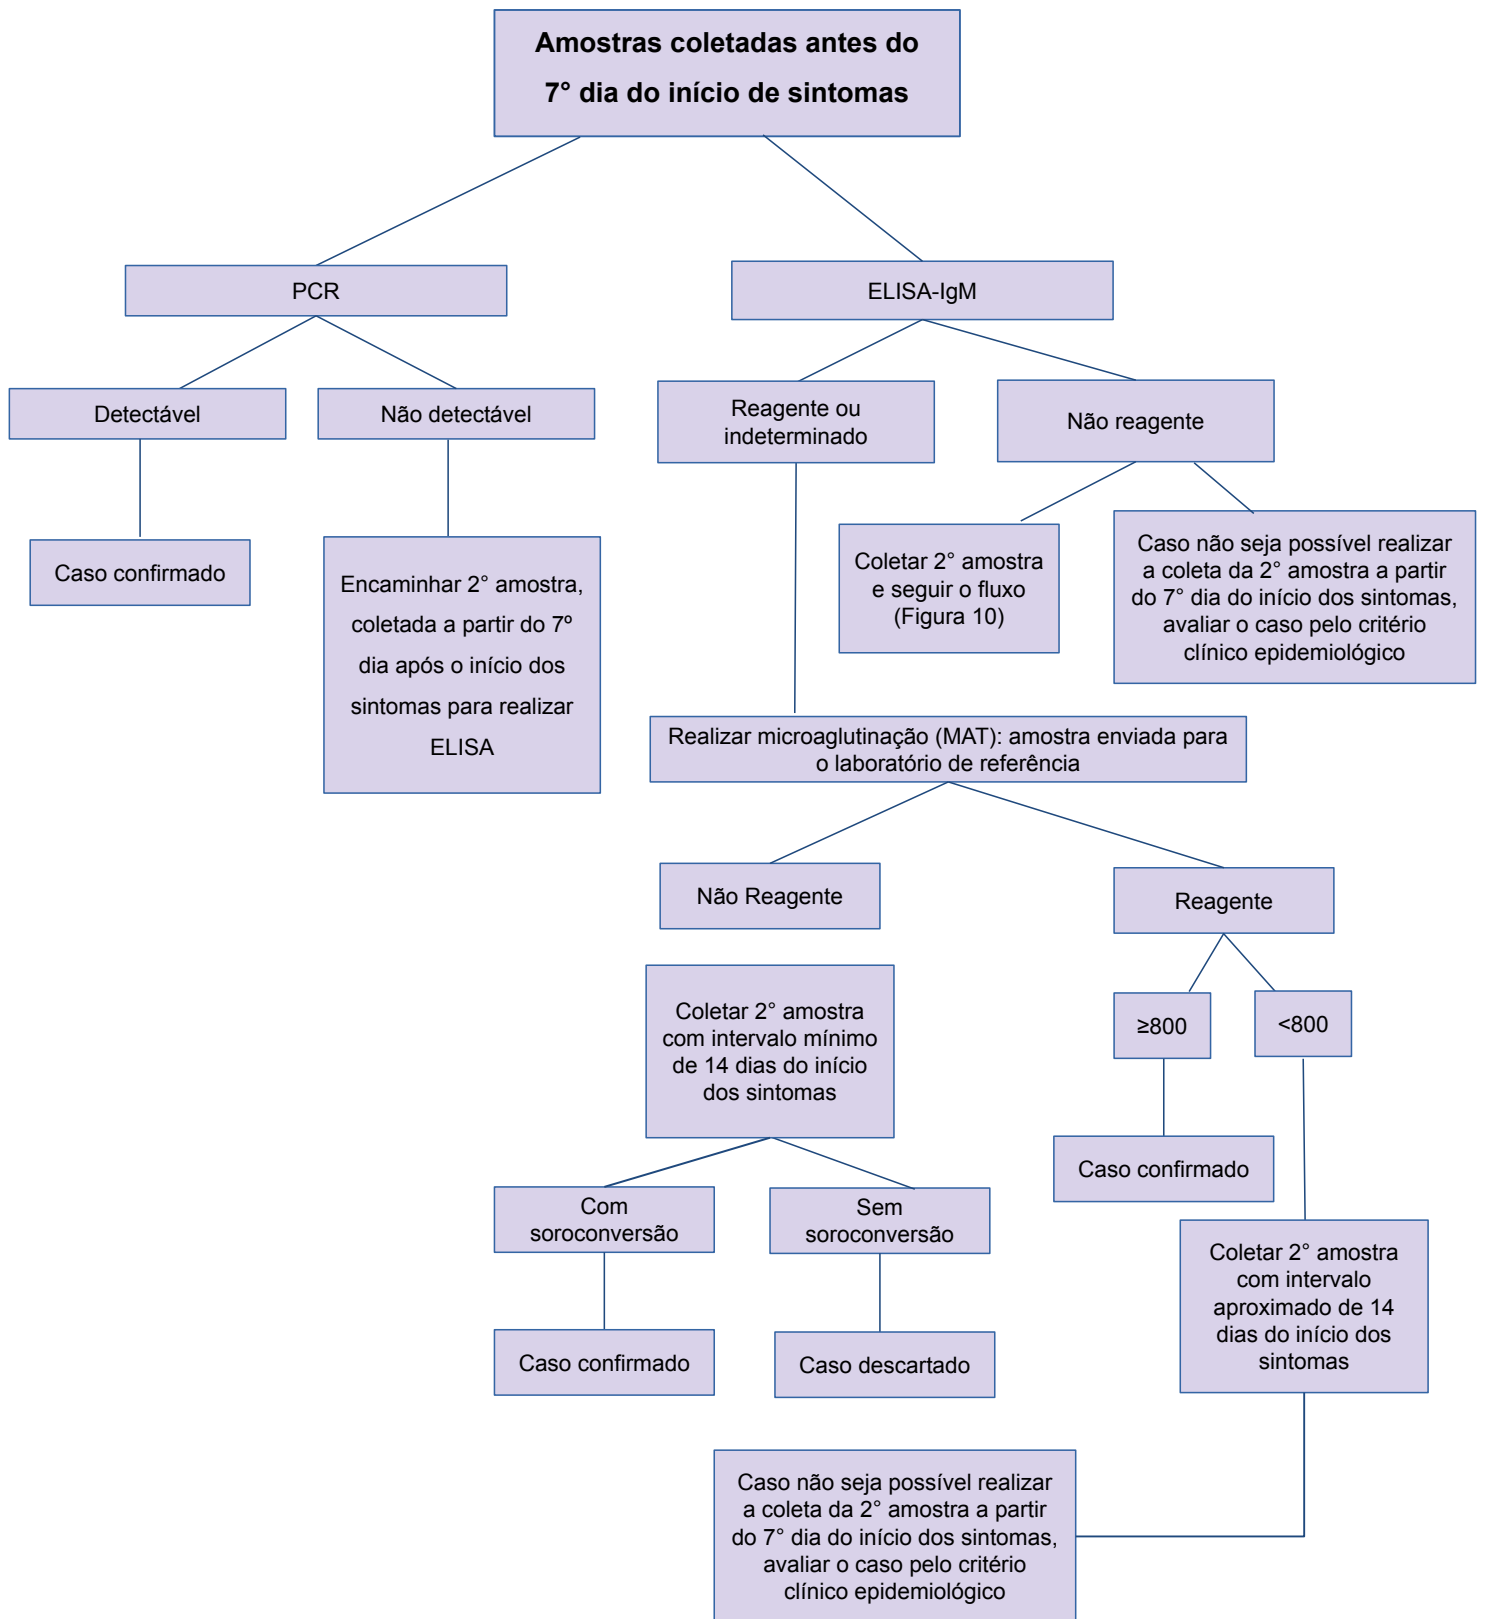 Amostras coletadas antes do
7° dia do início de sintomas
PCR
ELISA-IgM
Detectável
Não detectável
Reagente ou
indeterminado
Não reagente
Caso confirmado
Encaminhar 2° amostra,
coletada a partir do 7º
dia após o início dos
sintomas para realizar
ELISA
Coletar 2° amostra
e seguir o fluxo
(Figura 10)
Caso não seja possível realizar
a coleta da 2° amostra a partir
do 7° dia do início dos sintomas,
avaliar o caso pelo critério
clínico epidemiológico
Realizar microaglutinação (MAT): amostra enviada para
o laboratório de referência
Não Reagente
Reagente
Coletar 2° amostra
com intervalo mínimo
de 14 dias do início
dos sintomas
≥800
<800
Caso confirmado
Com
soroconversão
Sem
soroconversão
Coletar 2° amostra
com intervalo
aproximado de 14
dias do início dos
sintomas
Caso confirmado
Caso descartado
Caso não seja possível realizar
a coleta da 2° amostra a partir
do 7° dia do início dos sintomas,
avaliar o caso pelo critério
clínico epidemiológico